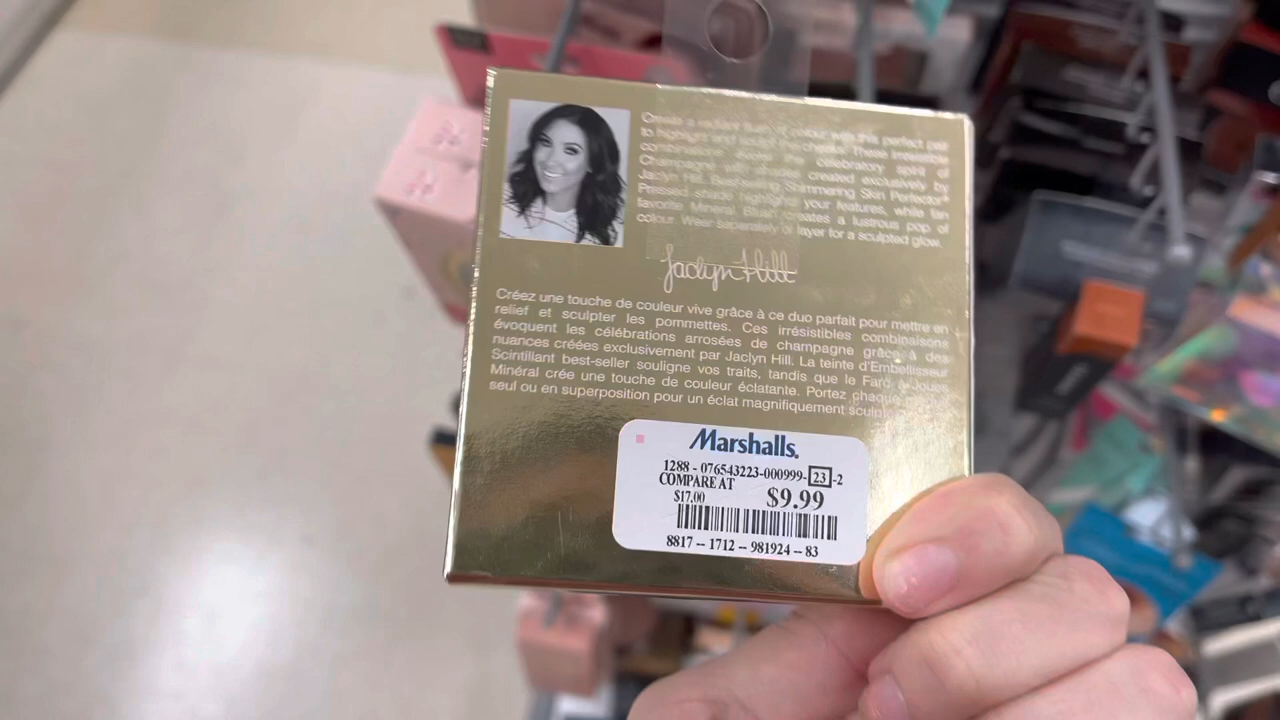 Create a radiant flush of colour with this perfect pair
to highlight and sculpt the cheeks. These irresistible
combinations the celebratory spirit of
Champagne shades created exclusively by
Jaclyn Hill. Best-selling Shimmering Skin Perfector®
Pressed shade highlights your features, while fan
favorite Mineral Blush creates a lustrous pop of
colour. Wear separately or layer for a sculpted glow.
Jaclyn Hill
Créez une touche de couleur vive grâce à ce duo parfait pour mettre en
relief et sculpter les pommettes. Ces irrésistibles combinaisons
évoquent les célébrations arrosées de champagne grâce à des
nuances créées exclusivement par Jaclyn Hill. La teinte d'Embellisseur
Scintillant best-seller souligne vos traits, tandis que le Fard à Joues
Minéral crée une touche de couleur éclatante. Portez chaque
seul ou en superposition pour un éclat magnifiquement
Marshalls.
1288 - 076543223-000999-23-2
COMPARE AT
$17.00 $9.99
8817 -- 1712 -- 981924 -- 83